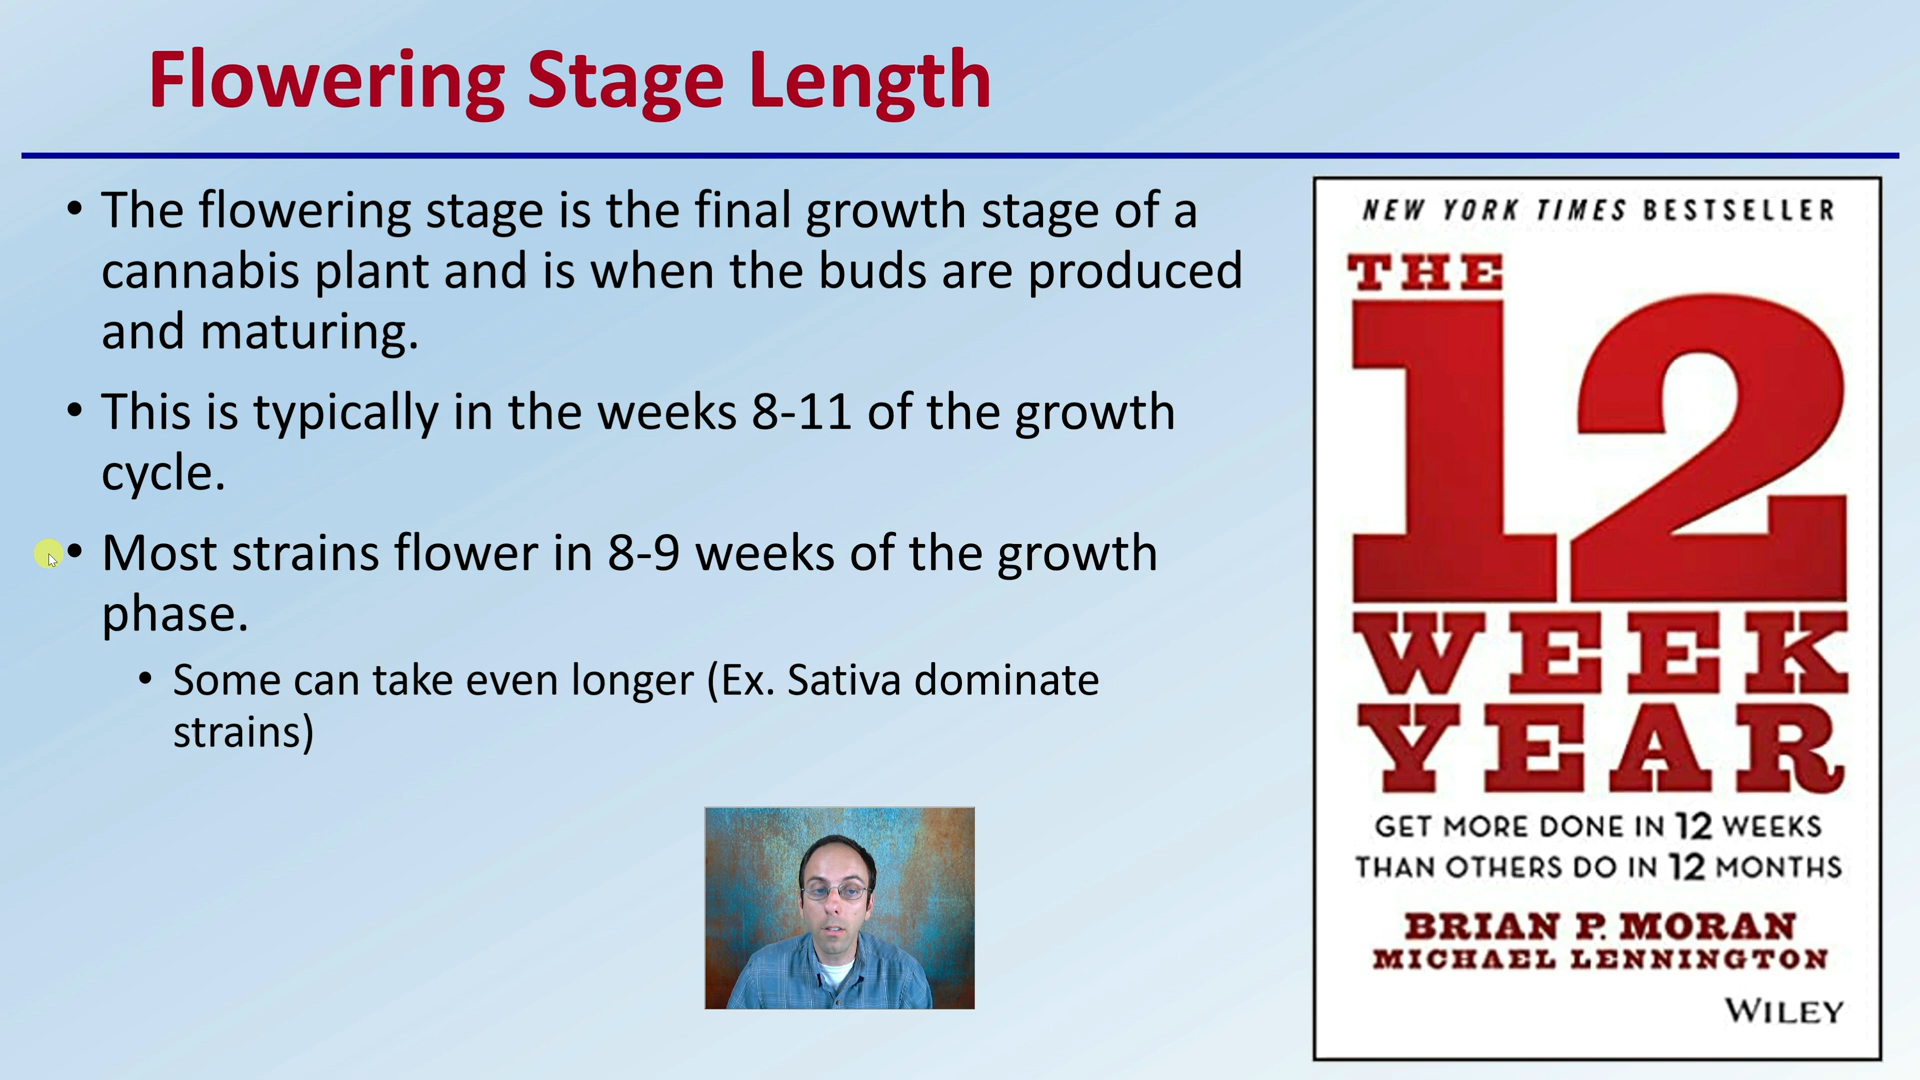 Flowering Stage Length
• The flowering stage is the final growth stage of a
cannabis plant and is when the buds are produced
and maturing.
• This is typically in the weeks 8-11 of the growth
cycle.
• Most strains flower in 8-9 weeks of the growth
phase.
• Some can take even longer (Ex. Sativa dominate
strains)
NEW YORK TIMES BESTSELLER
THE
12
WEEK
YEAR
GET MORE DONE IN 12 WEEKS
THAN OTHERS DO IN 12 MONTHS
BRIAN P. MORAN
MICHAEL LENNINGTON
WILEY